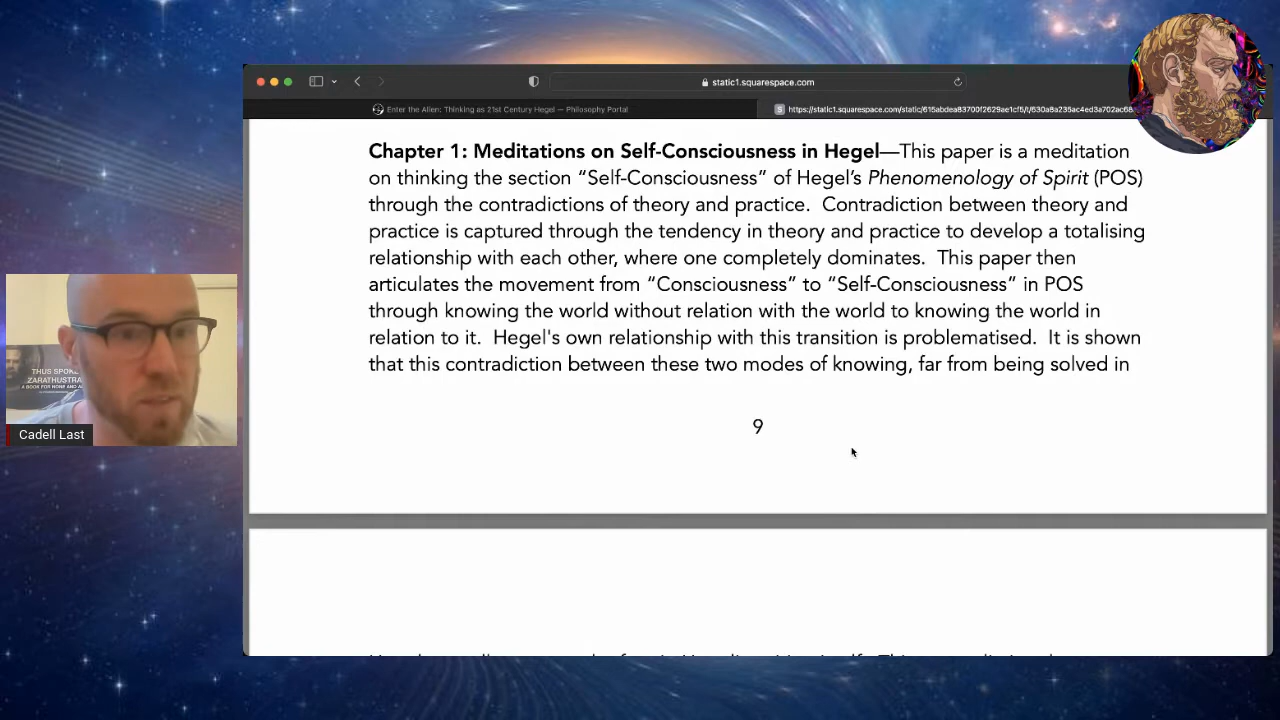 static1.squarespace.com
Enter the Alien: Thinking as 21st Century Hegel — Philosophy Portal
Chapter 1: Meditations on Self-Consciousness in Hegel—This paper is a meditation
on thinking the section “Self-Consciousness” of Hegel’s Phenomenology of Spirit (POS)
through the contradictions of theory and practice.  Contradiction between theory and
practice is captured through the tendency in theory and practice to develop a totalising
relationship with each other, where one completely dominates.  This paper then
articulates the movement from “Consciousness” to “Self-Consciousness” in POS
through knowing the world without relation with the world to knowing the world in
relation to it.  Hegel's own relationship with this transition is problematised.  It is shown
that this contradiction between these two modes of knowing, far from being solved in
9
THUS SPOKE
ZARATHUSTRA
A BOOK FOR NONE AND
Cadell Last